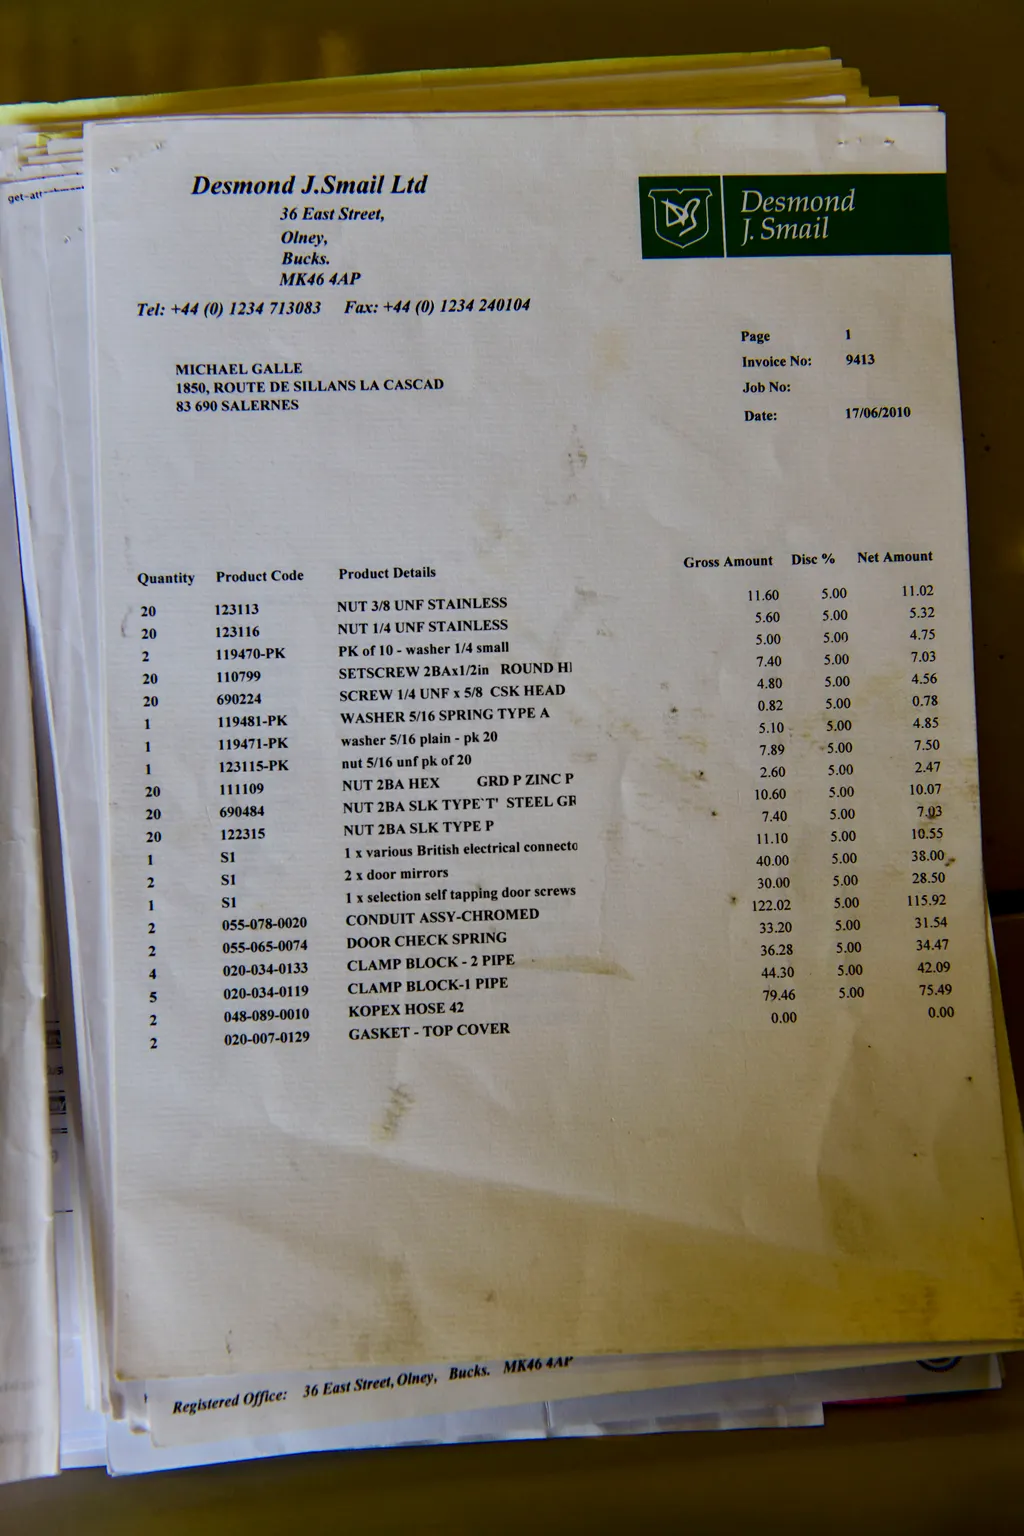 get-att
Desmond J.Smail Ltd
36 East Street,
Olney,
Bucks.
MK46 4AP
Tel: +44 (0) 1234 713083 Fax: +44 (0) 1234 240104
Desmond
J. Smail
MICHAEL GALLE
1850, ROUTE DE SILLANS LA CASCAD
83 690 SALERNES
Page 1
Invoice No: 9413
Job No:
Date: 17/06/2010
Quantity Product Code Product Details Gross Amount Disc % Net Amount
20 123113 NUT 3/8 UNF STAINLESS 11.60 5.00 11.02
20 123116 NUT 1/4 UNF STAINLESS 5.60 5.00 5.32
2 119470-PK PK of 10 - washer 1/4 small 5.00 5.00 4.75
20 110799 SETSCREW 2BAx1/2in ROUND HI 7.40 5.00 7.03
20 690224 SCREW 1/4 UNF x 5/8 CSK HEAD 4.80 5.00 4.56
1 119481-PK WASHER 5/16 SPRING TYPE A 0.82 5.00 0.78
1 119471-PK washer 5/16 plain - pk 20 5.10 5.00 4.85
1 123115-PK nut 5/16 unf pk of 20 7.89 5.00 7.50
20 111109 NUT 2BA HEX GRD P ZINC P 2.60 5.00 2.47
20 690484 NUT 2BA SLK TYPE`T' STEEL GR 10.60 5.00 10.07
20 122315 NUT 2BA SLK TYPE P 7.40 5.00 7.03
1 S1 1 x various British electrical connecto 11.10 5.00 10.55
2 S1 2 x door mirrors 40.00 5.00 38.00
1 S1 1 x selection self tapping door screws 30.00 5.00 28.50
2 055-078-0020 CONDUIT ASSY-CHROMED 122.02 5.00 115.92
2 055-065-0074 DOOR CHECK SPRING 33.20 5.00 31.54
4 020-034-0133 CLAMP BLOCK - 2 PIPE 36.28 5.00 34.47
5 020-034-0119 CLAMP BLOCK-1 PIPE 44.30 5.00 42.09
2 048-089-0010 KOPEX HOSE 42 79.46 5.00 75.49
2 020-007-0129 GASKET - TOP COVER 0.00 0.00
Registered Office: 36 East Street, Olney, Bucks. MK46 4AP